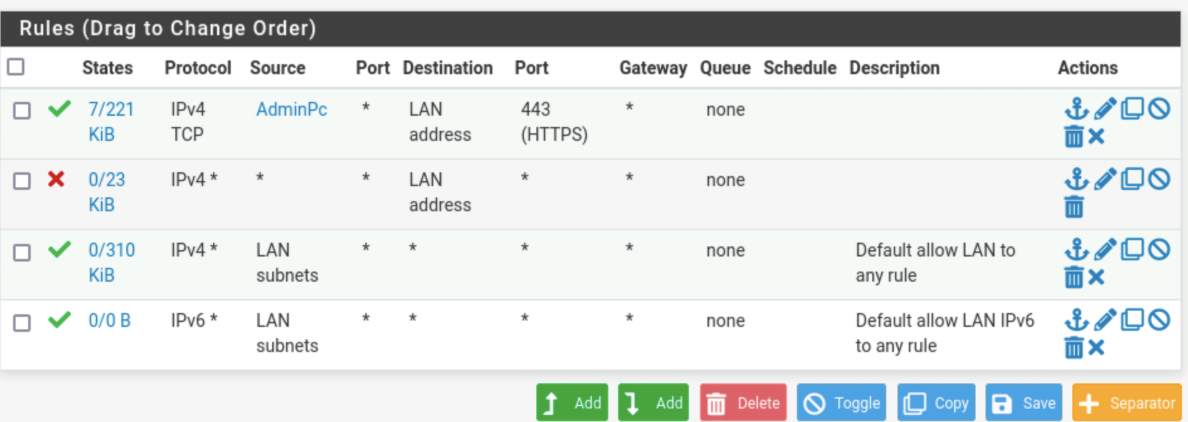 Rules (Drag to Change Order)
States Protocol Source Port Destination Port Gateway Queue Schedule Description Actions
7/221 IPv4 AdminPc * LAN 443 * none
KiB TCP address (HTTPS)
0/23 IPv4 * * * LAN * * none
KiB address
0/310 IPv4 * LAN * * * * none Default allow LAN to
KiB subnets any rule
0/0 B IPv6 * LAN * * * * none Default allow LAN IPv6
subnets to any rule
Add Add Delete Toggle Copy Save Separator